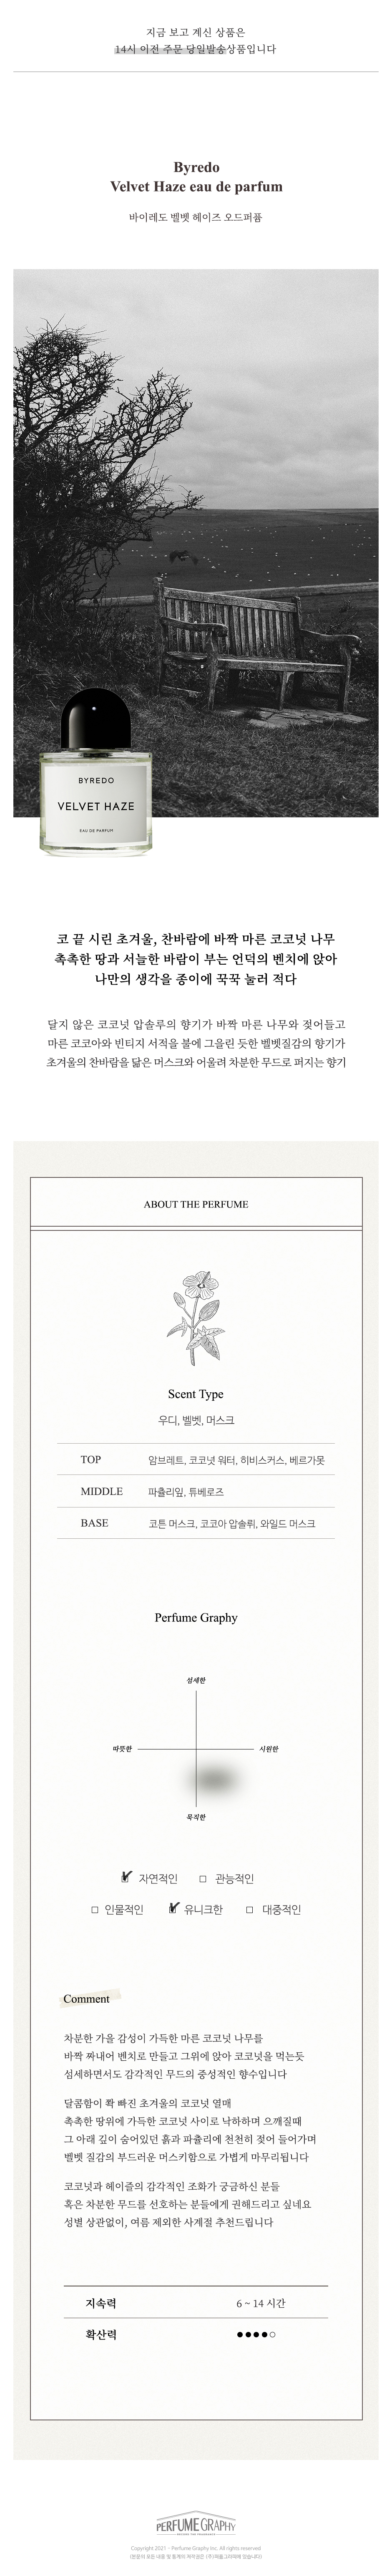 지금 보고 계신 상품은
14시 이전 주문 당일발송상품입니다
Byredo
Velvet Haze eau de parfum
바이레도 벨벳 헤이즈 오드퍼퓸
BYREDO
VELVET HAZE
EAU DE PARFUM
코 끝 시린 초겨울, 찬바람에 바짝 마른 코코넛 나무
촉촉한 땅과 서늘한 바람이 부는 언덕의 벤치에 앉아
나만의 생각을 종이에 꾹꾹 눌러 적다
달지 않은 코코넛 압솔루의 향기가 바짝 마른 나무와 젖어들고
마른 코코아와 빈티지 서적을 불에 그을린 듯한 벨벳질감의 향기가
초겨울의 찬바람을 닮은 머스크와 어울려 차분한 무드로 퍼지는 향기
ABOUT THE PERFUME
Scent Type
우디, 벨벳, 머스크
TOP 암브레트, 코코넛 워터, 히비스커스, 베르가못
MIDDLE 파츌리잎, 튜베로즈
BASE 코튼 머스크, 코코아 압솔뤼, 와일드 머스크
Perfume Graphy
섬세한
따뜻한 시원한
묵직한
자연적인 관능적인
인물적인 유니크한 대중적인
Comment
차분한 가을 감성이 가득한 마른 코코넛 나무를
바짝 짜내어 벤치로 만들고 그위에 앉아 코코넛을 먹는듯
섬세하면서도 감각적인 무드의 중성적인 향수입니다
달콤함이 쫙 빠진 초겨울의 코코넛 열매
촉촉한 땅위에 가득한 코코넛 사이로 낙하하며 으깨질때
그 아래 깊이 숨어있던 흙과 파츌리에 천천히 젖어 들어가며
벨벳 질감의 부드러운 머스키함으로 가볍게 마무리됩니다
코코넛과 헤이즐의 감각적인 조화가 궁금하신 분들
혹은 차분한 무드를 선호하는 분들에게 권해드리고 싶네요
성별 상관없이, 여름 제외한 사계절 추천드립니다
지속력 6 ~ 14 시간
확산력 ●●●●○
PERFUME GRAPHY
Copyright 2021 - Perfume Graphy Inc. All rights reserved